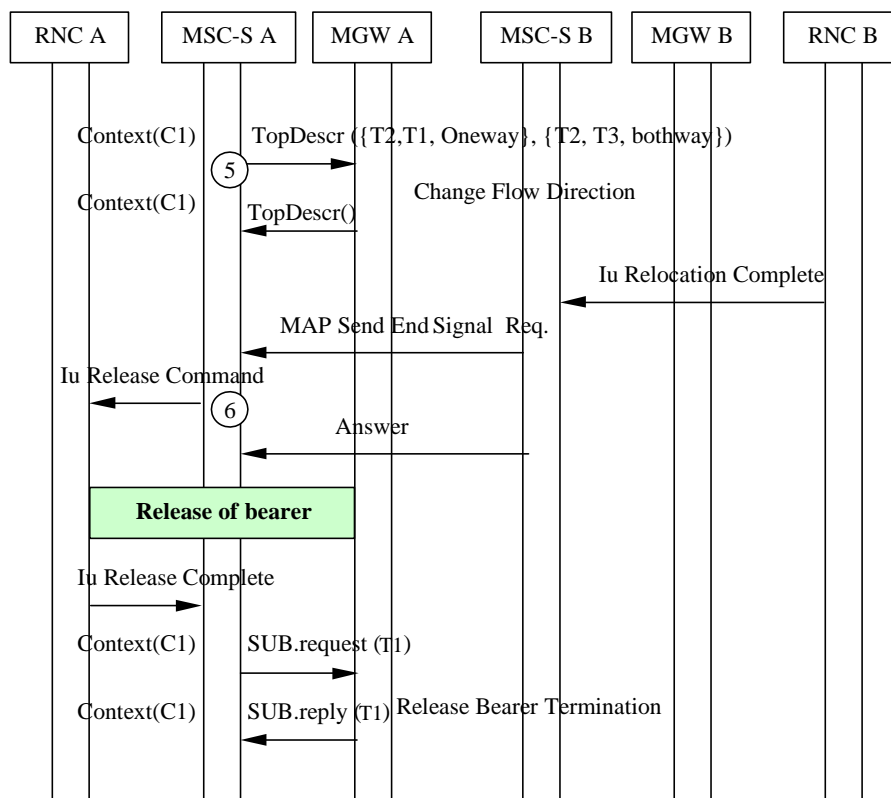 RNC A
MSC-S A
MGW A
MSC-S B
MGW B
RNC B
Context(C1)
TopDescr ({T2,T1, Oneway}, {T2, T3, bothway})
5
Change Flow Direction
Context(C1)
TopDescr()
Iu Relocation Complete
MAP Send End Signal Req.
Iu Release Command
6
Answer
Release of bearer
Iu Release Complete
Context(C1)
SUB.request (T1)
Context(C1)
SUB.reply (T1)
Release Bearer Termination